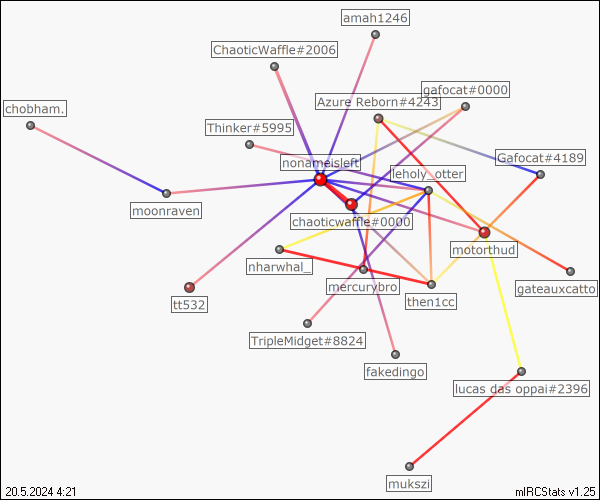 amah1246
ChaoticWaffle#2006
gafocat#0000
chobham.
Azure Reborn#4243
Thinker#5995
nonameisleft
Gafocat#4189
leholy_otter
moonraven
chaoticwaffle#0000
motorthud
nharwhal_
mercurybro
gateauxcatto
then1cc
tt532
TripleMidget#8824
fakedingo
lucas das oppai#2396
mukszi
20.5.2024 4:21
mIRCStats v1.25